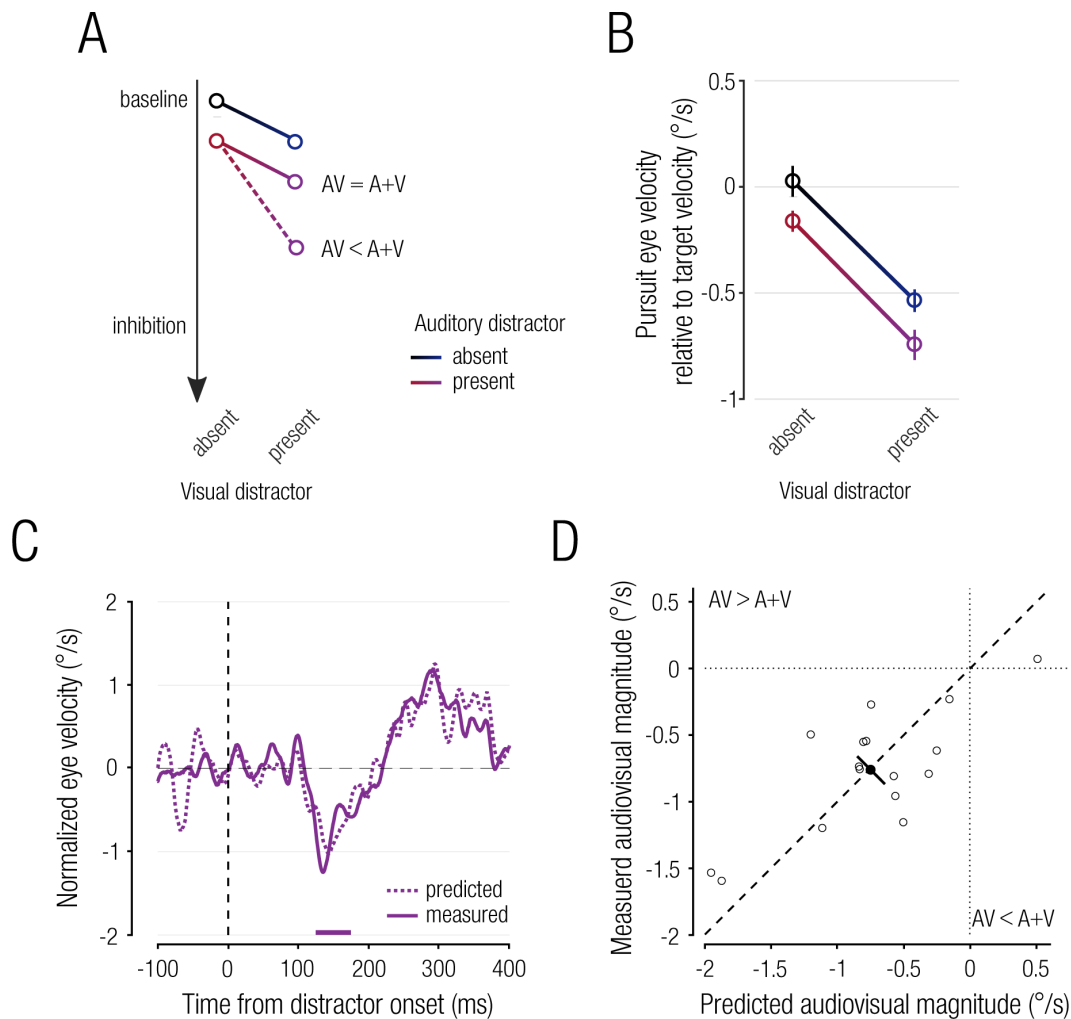 A
baseline
AV = A+V
AV < A+V
inhibition
Auditory distractor
absent
present
absent
present
Visual distractor
B
0.5
0
-0.5
-1
Pursuit eye velocity
relative to target velocity (°/s)
absent
present
Visual distractor
C
2
1
0
-1
-2
Normalized eye velocity (°/s)
predicted
measured
-100
0
100
200
300
400
Time from distractor onset (ms)
D
AV > A+V
0.5
0
-0.5
-1
-1.5
-2
Measuerd audiovisual magnitude (°/s)
AV < A+V
-2
-1.5
-1
-0.5
0
0.5
Predicted audiovisual magnitude (°/s)